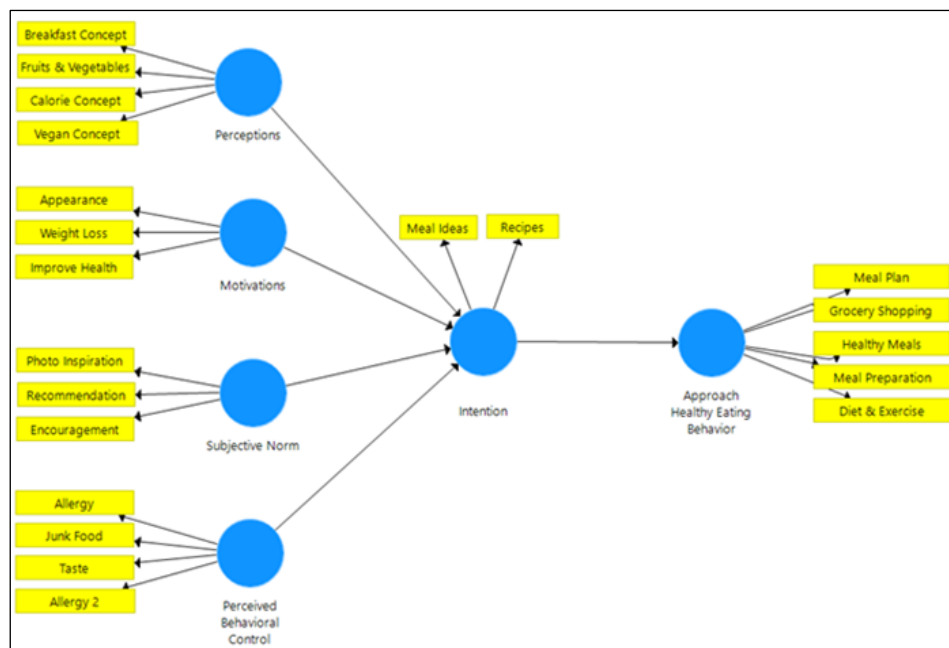 Breakfast Concept
Fruits & Vegetables
Calorie Concept
Vegan Concept
Perceptions
Appearance
Weight Loss
Improve Health
Motivations
Photo Inspiration
Recommendation
Encouragement
Subjective Norm
Allergy
Junk Food
Taste
Allergy 2
Perceived
Behavioral
Control
Meal Ideas
Recipes
Intention
Approach
Healthy Eating
Behavior
Meal Plan
Grocery Shopping
Healthy Meals
Meal Preparation
Diet & Exercise